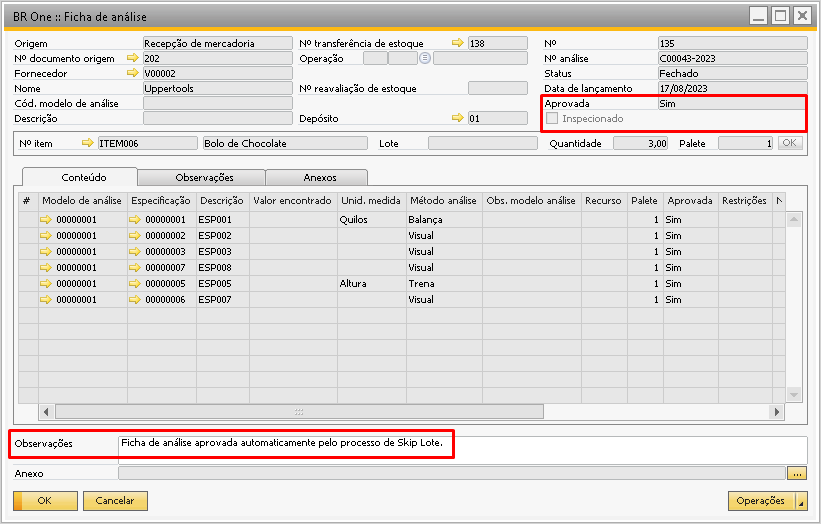 BR One :: Ficha de análise
Origem Recepção de mercadoria Nº transferência de estoque 138 Nº 135
Nº documento origem 202 Operação Nº análise C00043-2023
Fornecedor V00002 Status Fechado
Nome Uppertools Nº reavaliação de estoque Data de lançamento 17/08/2023
Cód. modelo de análise Aprovada Sim
Descrição Depósito 01 Inspecionado
Nº item ITEM006 Bolo de Chocolate Lote Quantidade 3,00 Palete 1 OK
Conteúdo Observações Anexos
# Modelo de análise Especificação Descrição Valor encontrado Unid. medida Método análise Obs. modelo análise Recurso Palete Aprovada Restrições N
00000001 00000001 ESP001 Quilos Balança 1 Sim
00000001 00000002 ESP002 Visual 1 Sim
00000001 00000003 ESP003 Visual 1 Sim
00000001 00000007 ESP008 Visual 1 Sim
00000001 00000005 ESP005 Altura Trena 1 Sim
00000001 00000006 ESP007 Visual 1 Sim
Observações Ficha de análise aprovada automaticamente pelo processo de Skip Lote.
Anexo ...
OK Cancelar Operações